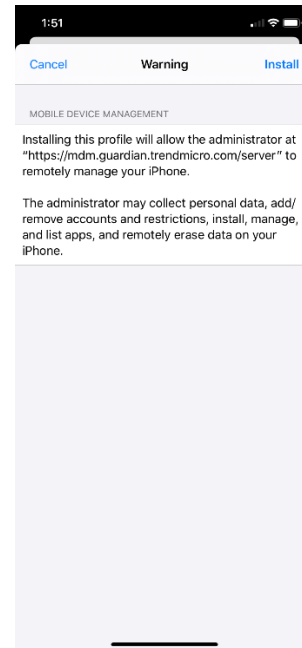 1:51
Cancel Warning Install
MOBILE DEVICE MANAGEMENT
Installing this profile will allow the administrator at
“https://mdm.guardian.trendmicro.com/server” to
remotely manage your iPhone.
The administrator may collect personal data, add/
remove accounts and restrictions, install, manage,
and list apps, and remotely erase data on your
iPhone.